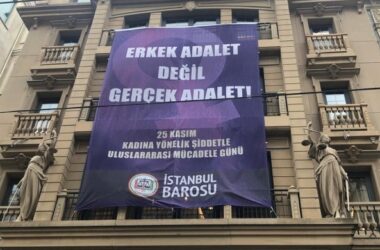 ERKEK ADALET
DEĞİL
GERÇEK ADALET!
25 KASIM
KADINA YÖNELİK ŞİDDETLE
ULUSLARARASI MÜCADELE GÜNÜ
İSTANBUL
BAROSU